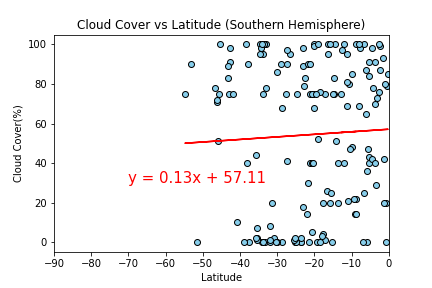 Cloud Cover vs Latitude (Southern Hemisphere)
Cloud Cover(%)
100
80
60
40
20
0
y = 0.13x + 57.11
−90 −80 −70 −60 −50 −40 −30 −20 −10 0
Latitude